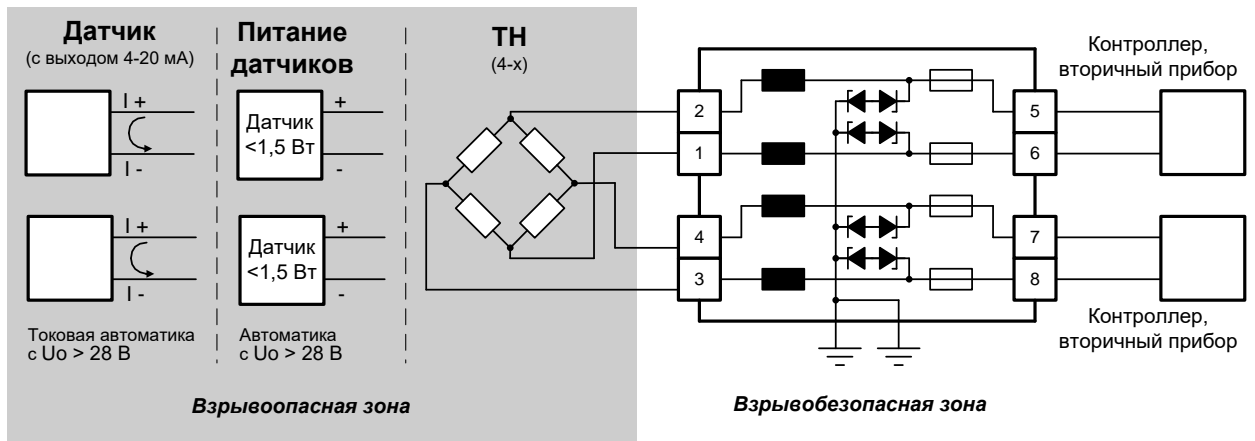 Датчик
(с выходом 4-20 мА)
Питание
датчиков
ТН
(4-х)
Контроллер,
вторичный прибор
I +
I -
Датчик
<1,5 Вт
+
-
2
1
5
6
I +
I -
Датчик
<1,5 Вт
+
-
4
3
7
8
Токовая автоматика
с Uo > 28 В
Автоматика
с Uo > 28 В
Контроллер,
вторичный прибор
Взрывоопасная зона
Взрывобезопасная зона